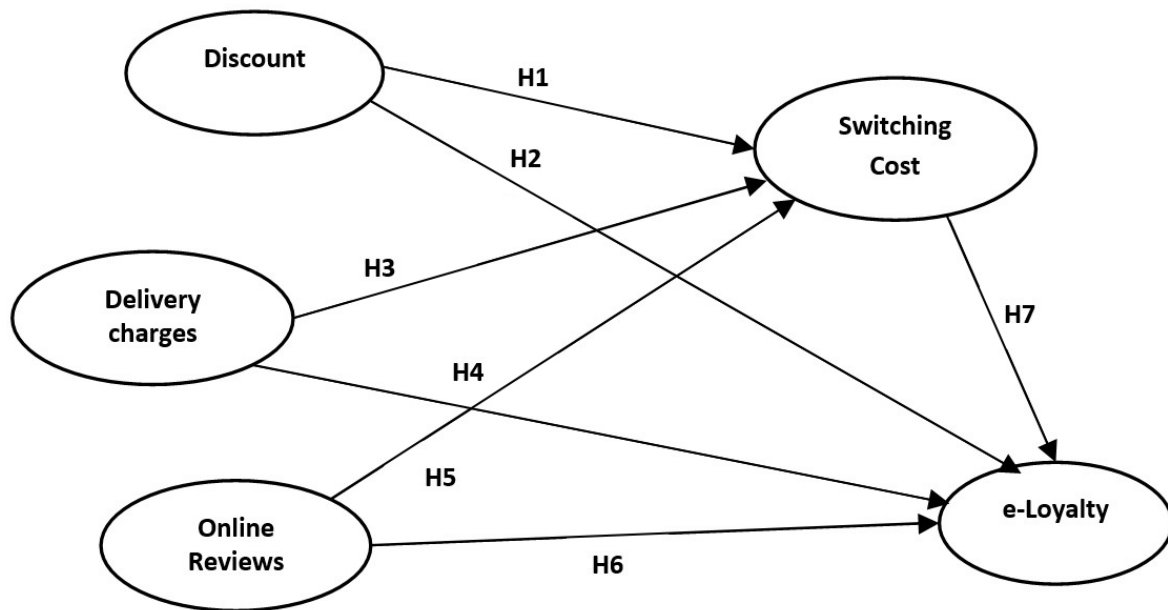 Discount
H1
Switching
Cost
H2
H3
Delivery
charges
H7
H4
H5
e-Loyalty
Online
Reviews
H6